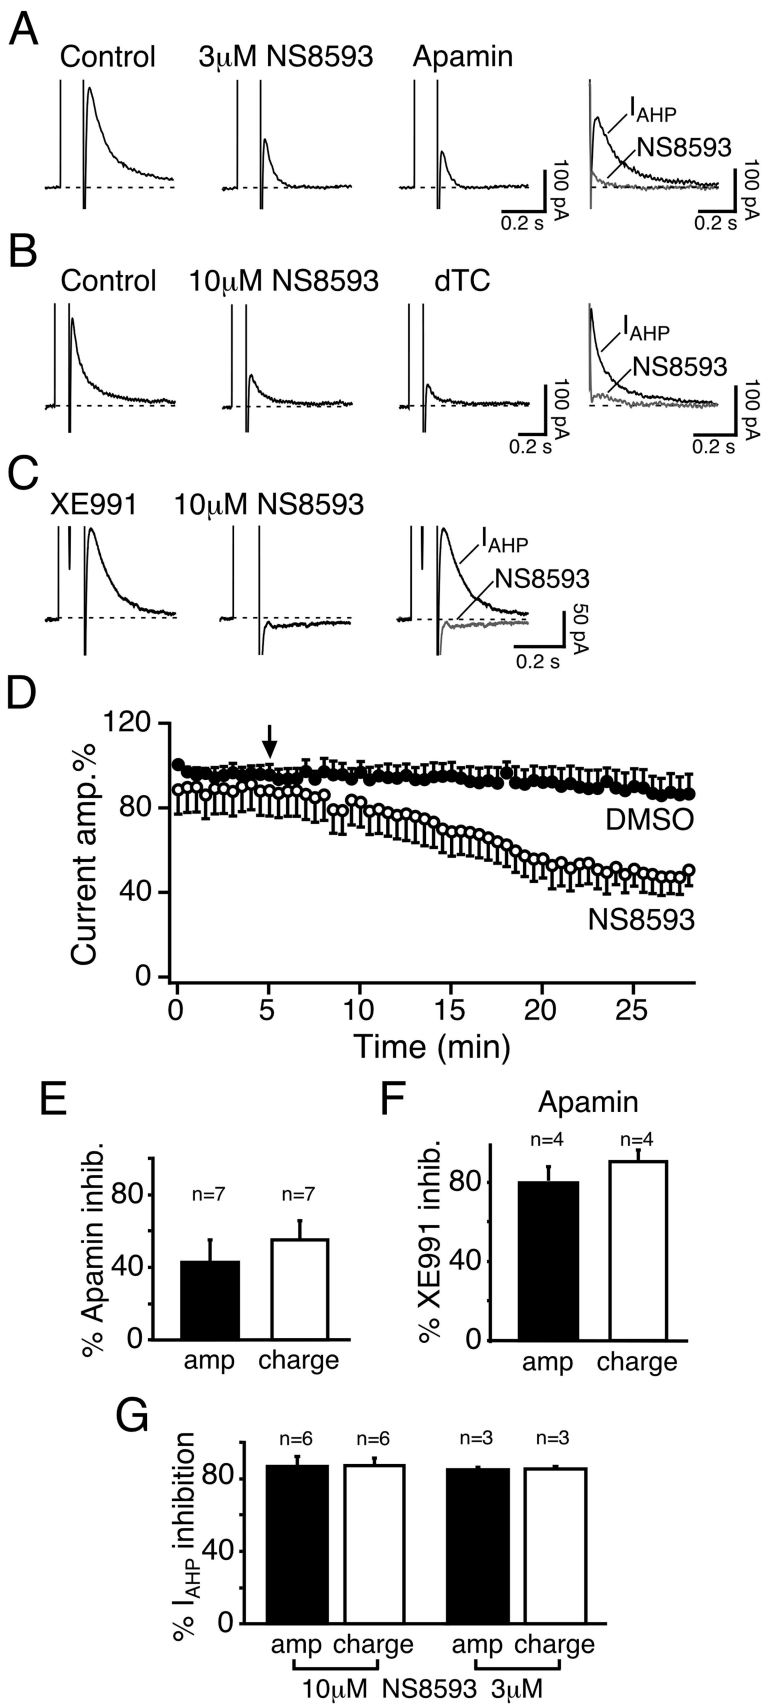 A
Control 3μM NS8593 Apamin
I AHP
NS8593
100 pA
0.2 s
100 pA
0.2 s
B
Control 10μM NS8593 dTC
I AHP
NS8593
100 pA
0.2 s
100 pA
0.2 s
C
XE991 10μM NS8593
I AHP
NS8593
50 pA
0.2 s
D
Current amp. %
120
80
40
0
DMSO
NS8593
0 5 10 15 20 25
Time (min)
E
% Apamin inhib.
80
40
0
n=7 n=7
amp charge
F
Apamin
% XE991 inhib.
80
40
0
n=4 n=4
amp charge
G
% I AHP inhibition
80
40
0
n=6 n=6 n=3 n=3
amp charge amp charge
10μM NS8593 3μM